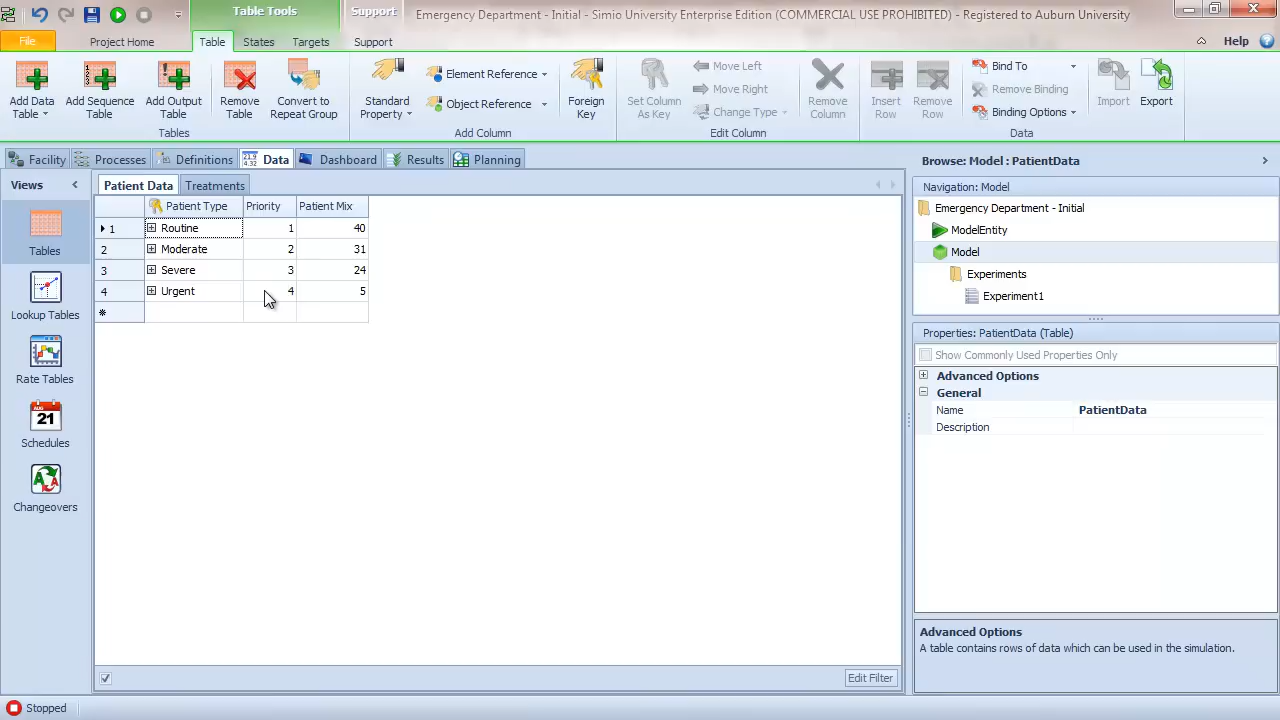 Table Tools
Support
Emergency Department - Initial - Simio University Enterprise Edition (COMMERCIAL USE PROHIBITED) - Registered to Auburn University
File
Project Home
Table
States
Targets
Support
Help
Add Data Table
Add Sequence Table
Add Output Table
Remove Table
Convert to Repeat Group
Tables
Standard Property
Element Reference
Object Reference
Foreign Key
Add Column
Set Column As Key
Move Left
Move Right
Change Type
Remove Column
Edit Column
Insert Row
Remove Row
Bind To
Remove Binding
Binding Options
Import
Export
Data
Facility
Processes
Definitions
Data
Dashboard
Results
Planning
Views
Tables
Lookup Tables
Rate Tables
AUG 21
Schedules
Changeovers
Patient Data
Treatments
Patient Type Priority Patient Mix
1 Routine 1 40
2 Moderate 2 31
3 Severe 3 24
4 Urgent 4 5
Edit Filter
Browse: Model : PatientData
Navigation: Model
Emergency Department - Initial
ModelEntity
Model
Experiments
Experiment1
Properties: PatientData (Table)
Show Commonly Used Properties Only
Advanced Options
General
Name PatientData
Description
Advanced Options
A table contains rows of data which can be used in the simulation.
Stopped